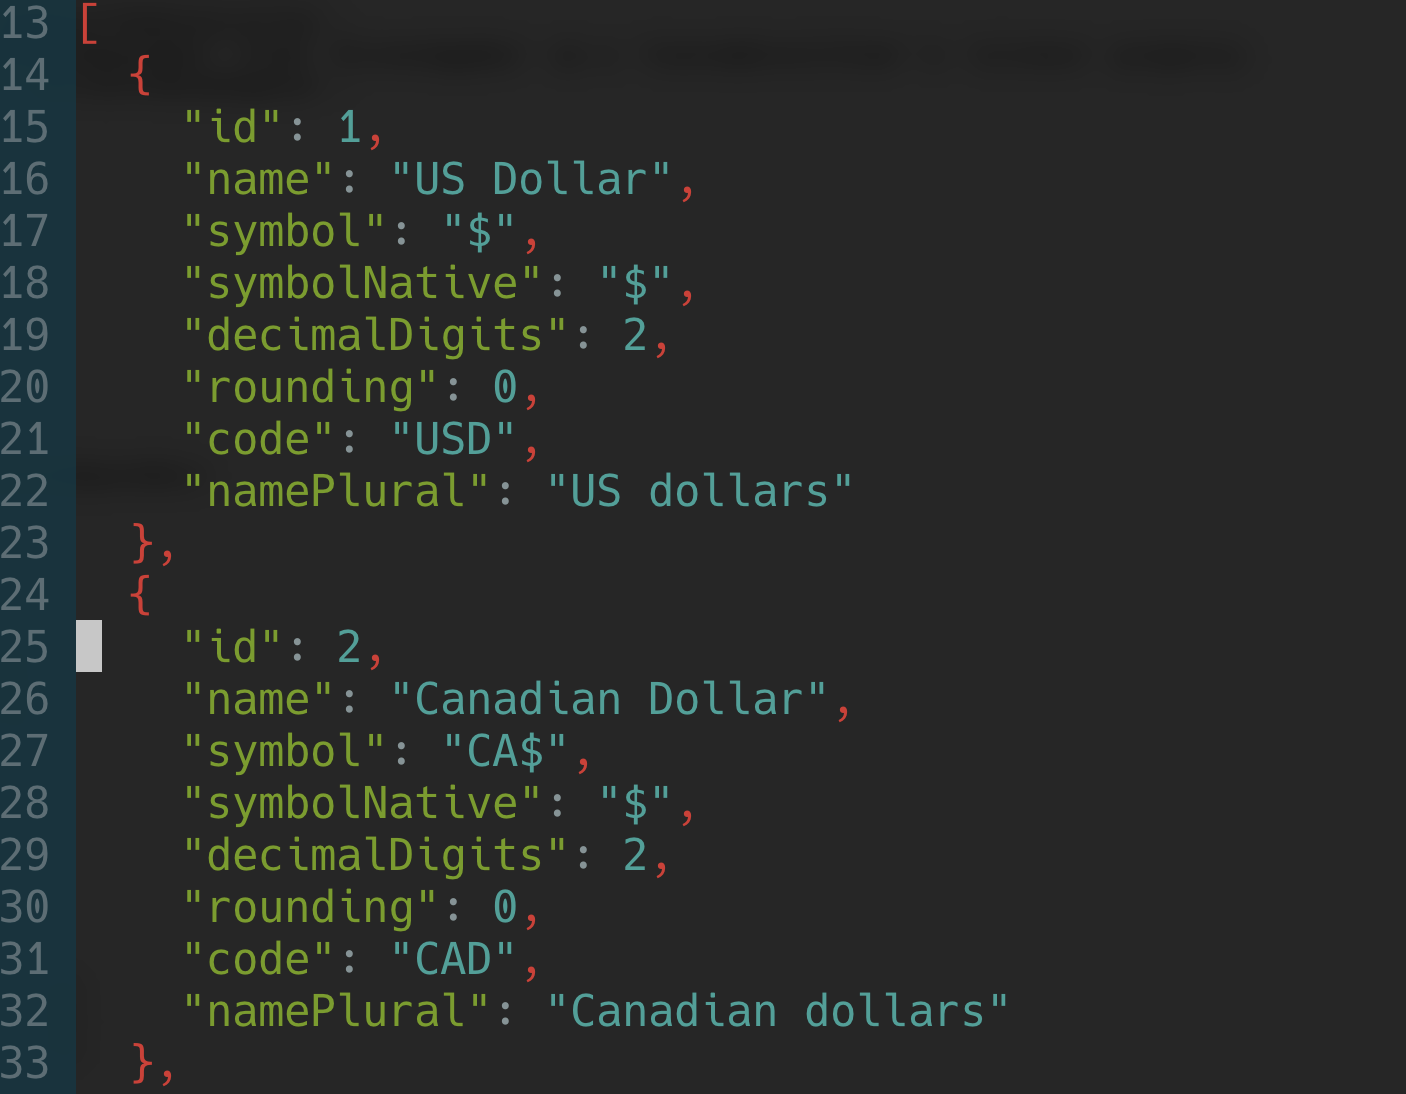 13 [
14   {
15     "id": 1,
16     "name": "US Dollar",
17     "symbol": "$",
18     "symbolNative": "$",
19     "decimalDigits": 2,
20     "rounding": 0,
21     "code": "USD",
22     "namePlural": "US dollars"
23   },
24   {
25     "id": 2,
26     "name": "Canadian Dollar",
27     "symbol": "CA$",
28     "symbolNative": "$",
29     "decimalDigits": 2,
30     "rounding": 0,
31     "code": "CAD",
32     "namePlural": "Canadian dollars"
33   },